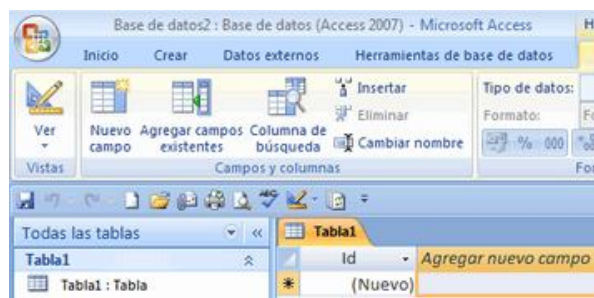 Base de datos2 : Base de datos (Access 2007) - Microsoft Access
Inicio Crear Datos externos Herramientas de base de datos
Insertar Tipo de datos:
Eliminar Formato:
Ver Nuevo campo Agregar campos existentes Columna de búsqueda Cambiar nombre % 000
Vistas Campos y columnas
Todas las tablas « Tabla1
Tabla1 Id Agregar nuevo campo
Tabla1 : Tabla * (Nuevo)